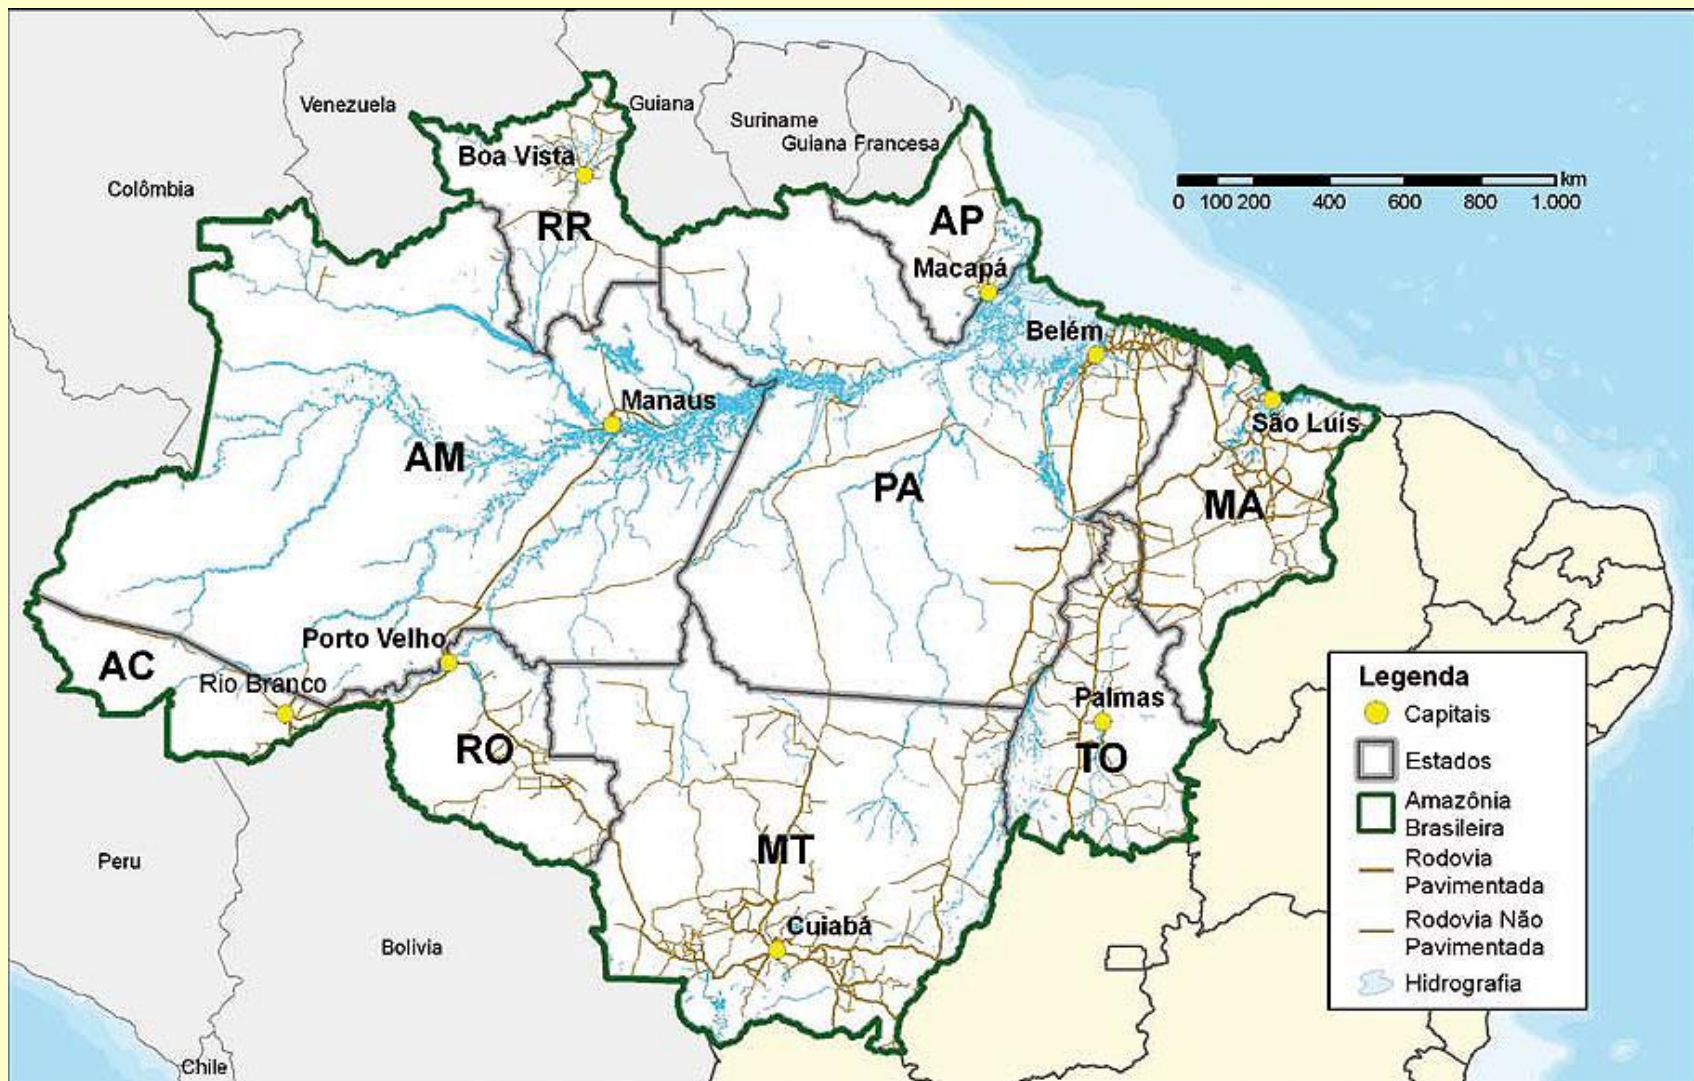 Venezuela
Guiana
Suriname
Guiana Francesa
Colômbia
Boa Vista
RR
AP
Macapá
km
0 100 200 400 600 800 1.000
Belém
Manaus
São Luís
AM
PA
MA
Porto Velho
AC
Rio Branco
Palmas
RO
TO
MT
Cuiabá
Peru
Bolívia
Chile
Legenda
Capitais
Estados
Amazônia
Brasileira
Rodovia
Pavimentada
Rodovia Não
Pavimentada
Hidrografia